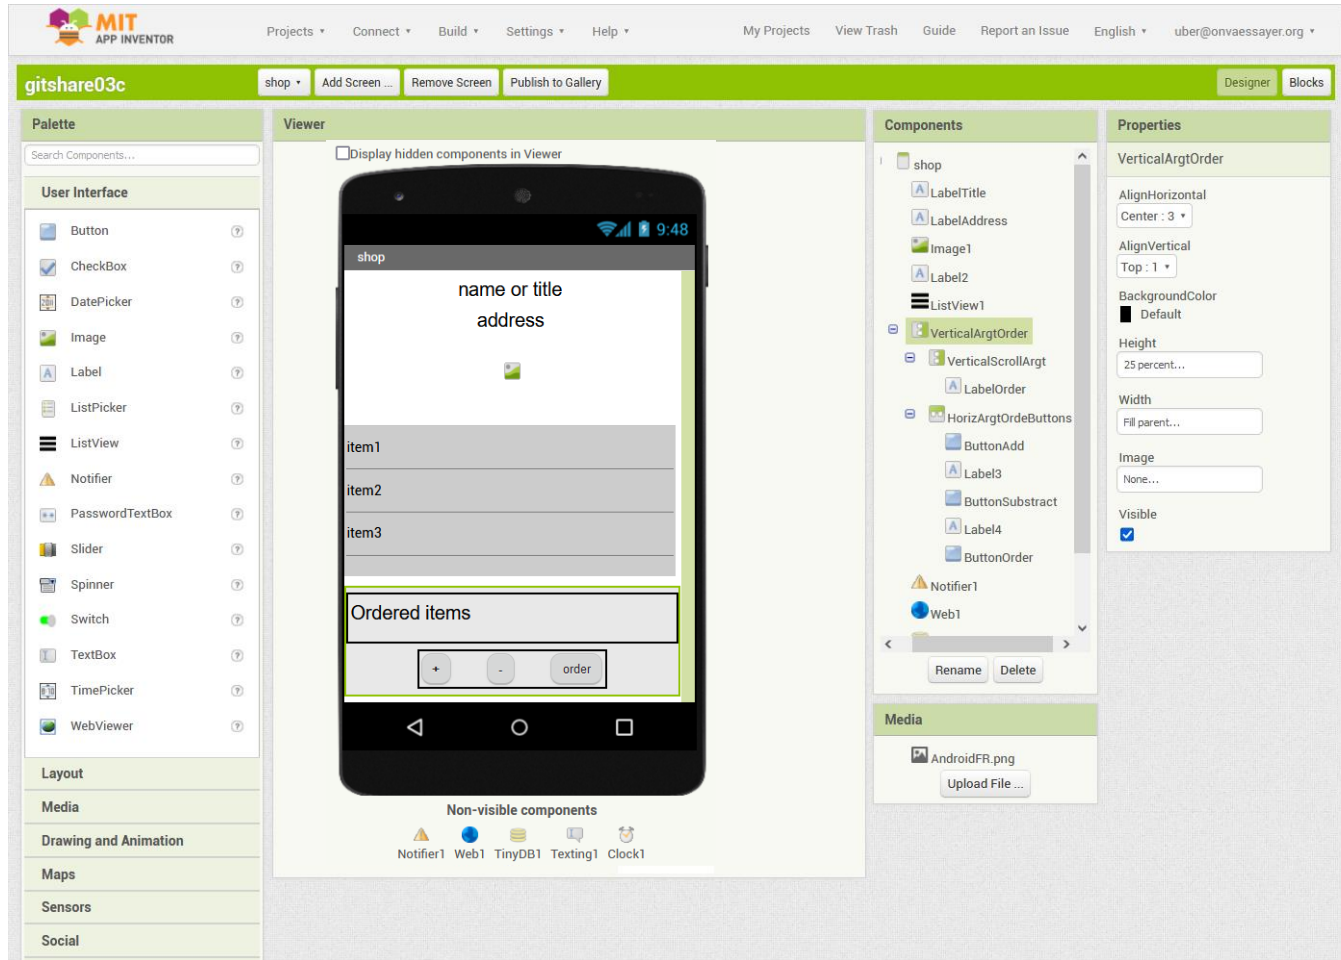 MIT
APP INVENTOR
Projects Connect Build Settings Help My Projects View Trash Guide Report an Issue English uber@onvaessayer.org
gitshare03c shop Add Screen ... Remove Screen Publish to Gallery Designer Blocks
Palette
Search Components...
User Interface
Button
CheckBox
DatePicker
Image
Label
ListPicker
ListView
Notifier
PasswordTextBox
Slider
Spinner
Switch
TextBox
TimePicker
WebViewer
Layout
Media
Drawing and Animation
Maps
Sensors
Social
Viewer
Display hidden components in Viewer
9:48
shop
name or title
address
item1
item2
item3
Ordered items
+ - order
Non-visible components
Notifier1 Web1 TinyDB1 Texting1 Clock1
Components
shop
LabelTitle
LabelAddress
Image1
Label2
ListView1
VerticalArgtOrder
VerticalScrollArgt
LabelOrder
HorizArgtOrdeButtons
ButtonAdd
Label3
ButtonSubstract
Label4
ButtonOrder
Notifier1
Web1
Rename Delete
Media
AndroidFR.png
Upload File ...
Properties
VerticalArgtOrder
AlignHorizontal
Center : 3
AlignVertical
Top : 1
BackgroundColor
Default
Height
25 percent...
Width
Fill parent...
Image
None...
Visible